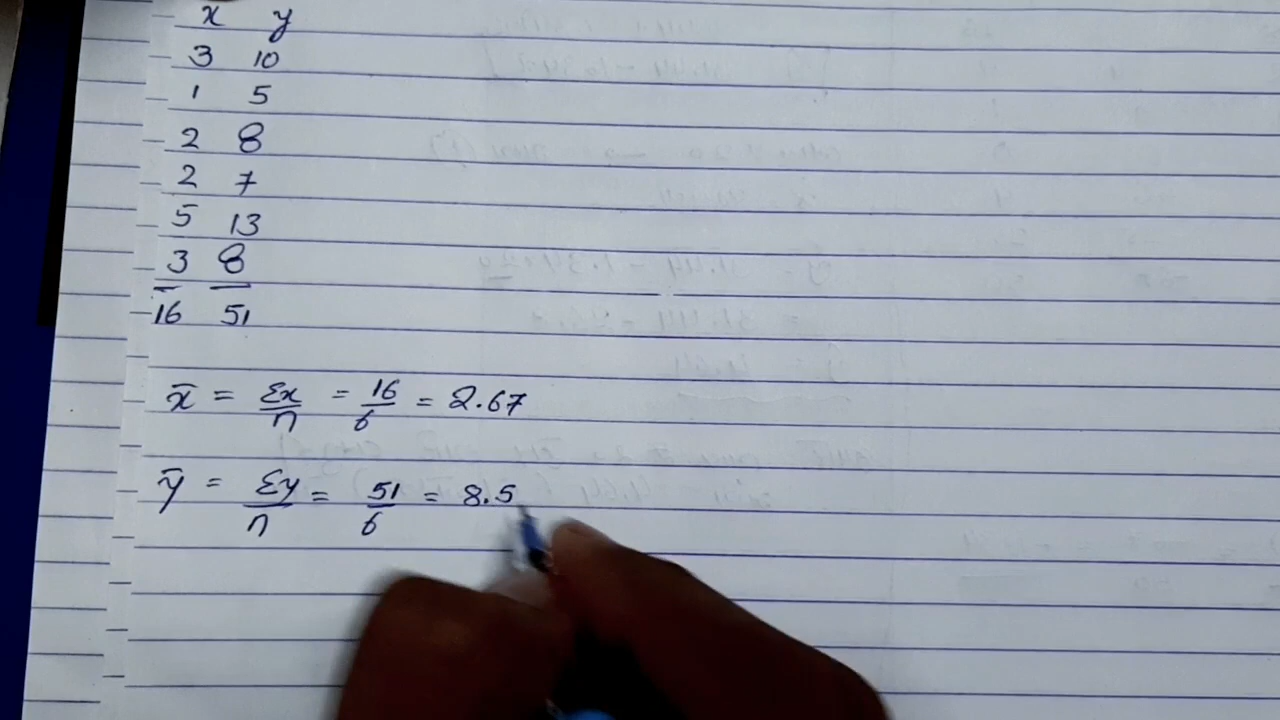 x y
3 10
1 5
2 8
2 7
5 13
3 8
16 51
x̄ = Σx/n = 16/6 = 2.67
ȳ = Σy/n = 51/6 = 8.5